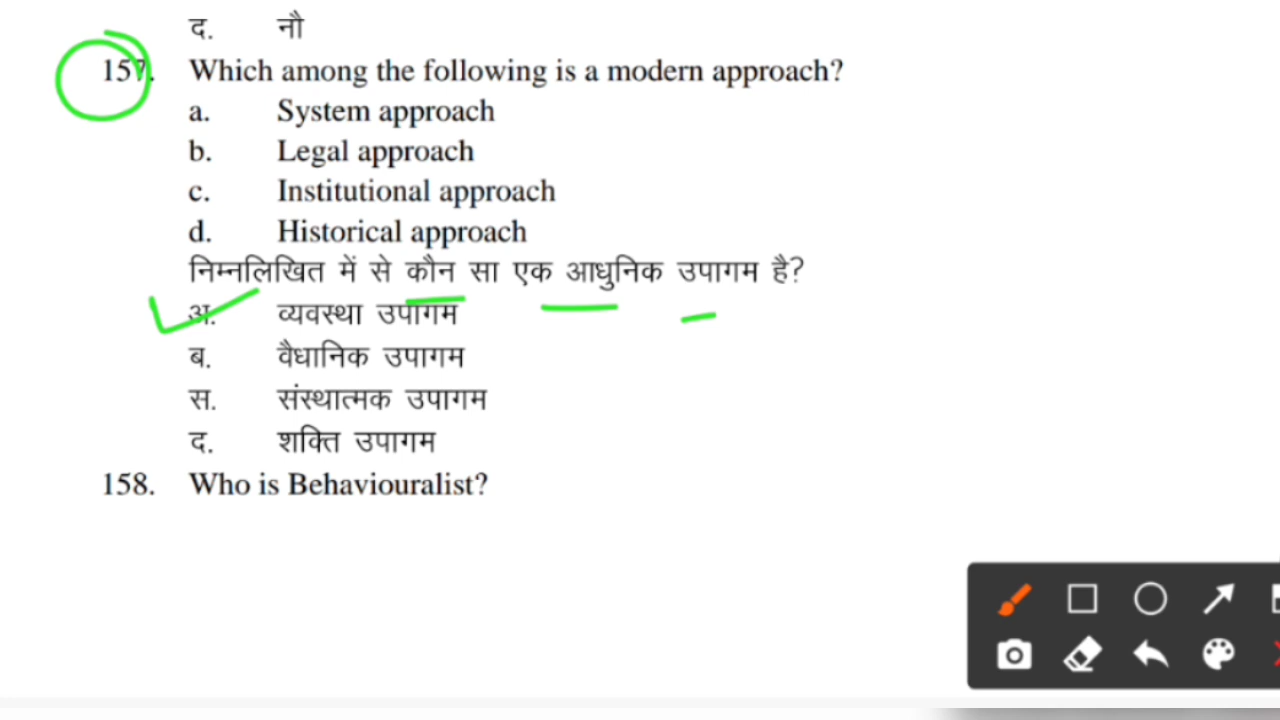 द. नौ
157. Which among the following is a modern approach?
a. System approach
b. Legal approach
c. Institutional approach
d. Historical approach
निम्नलिखित में से कौन सा एक आधुनिक उपागम है?
अ. व्यवस्था उपागम
ब. वैधानिक उपागम
स. संस्थात्मक उपागम
द. शक्ति उपागम
158. Who is Behaviouralist?